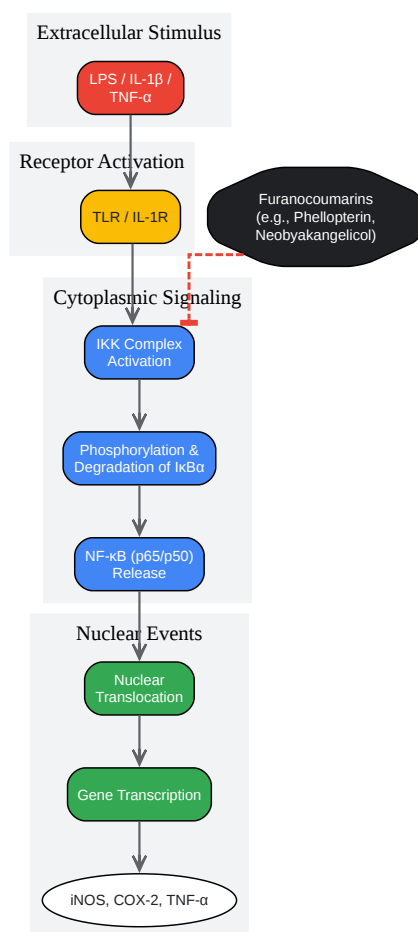 Extracellular Stimulus
LPS / IL-1β /
TNF-α
Receptor Activation
TLR / IL-1R
Furanocoumarins
(e.g., Phellopterin,
Neobyakangelicol)
Cytoplasmic Signaling
IKK Complex
Activation
Phosphorylation &
Degradation of IκBα
NF-κB (p65/p50)
Release
Nuclear Events
Nuclear
Translocation
Gene Transcription
iNOS, COX-2, TNF-α